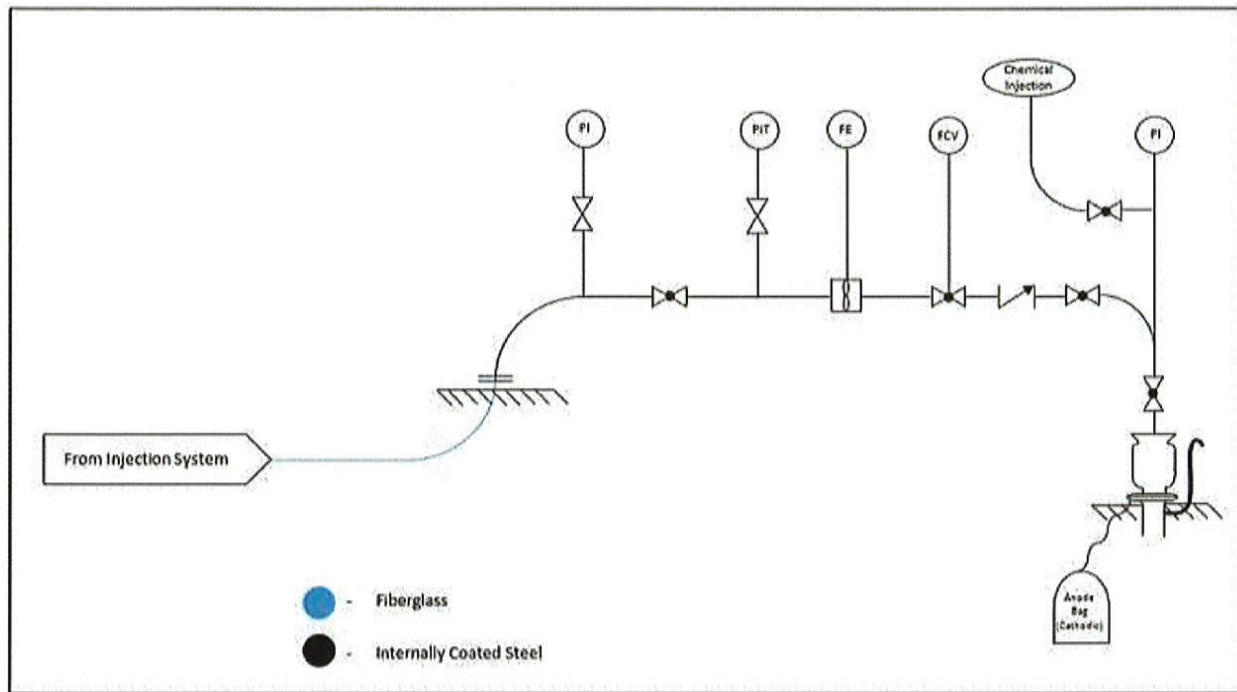 Chemical
Injection
PI
PIT
FE
FCV
PI
From Injection System
Anode
Bag
(Cathodic)
- Fiberglass
- Internally Coated Steel